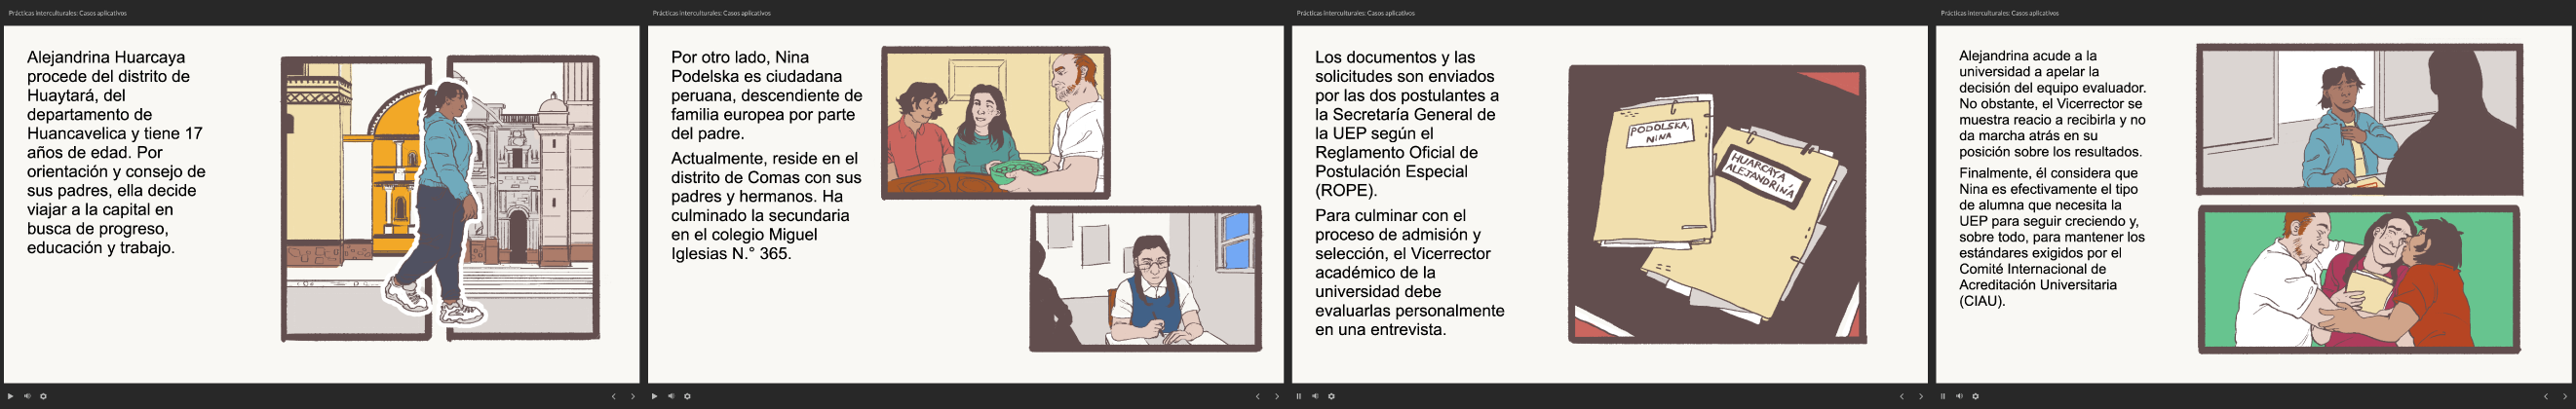 Prácticas Interculturales: Casos aplicativos
Alejandrina Huarcaya
procede del distrito de
Huaytará, del
departamento de
Huancavelica y tiene 17
años de edad. Por
orientación y consejo de
sus padres, ella decide
viajar a la capital en
busca de progreso,
educación y trabajo.
Prácticas Interculturales: Casos aplicativos
Por otro lado, Nina
Podelska es ciudadana
peruana, descendiente de
familia europea por parte
del padre.
Actualmente, reside en el
distrito de Comas con sus
padres y hermanos. Ha
culminado la secundaria
en el colegio Miguel
Iglesias N.° 365.
Prácticas Interculturales: Casos aplicativos
Los documentos y las
solicitudes son enviados
por las dos postulantes a
la Secretaría General de
la UEP según el
Reglamento Oficial de
Postulación Especial
(ROPE).
Para culminar con el
proceso de admisión y
selección, el Vicerrector
académico de la
universidad debe
evaluarlas personalmente
en una entrevista.
PODOLSKA,
NINA
HUARCAYA,
ALEJANDRINA
Prácticas Interculturales: Casos aplicativos
Alejandrina acude a la
universidad a apelar la
decisión del equipo evaluador.
No obstante, el Vicerrector se
muestra reacio a recibirla y no
da marcha atrás en su
posición sobre los resultados.
Finalmente, él considera que
Nina es efectivamente el tipo
de alumna que necesita la
UEP para seguir creciendo y,
sobre todo, para mantener los
estándares exigidos por el
Comité Internacional de
Acreditación Universitaria
(CIAU).